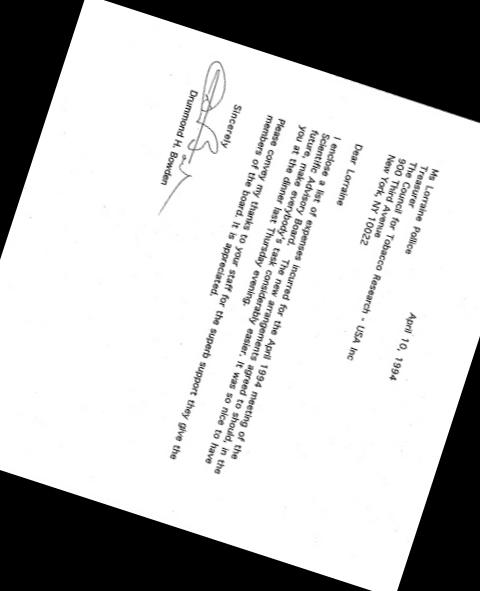 April 10, 1994
Ms Lorraine Pollice
Treasurer
The Council for Tobacco Research - USA Inc
900 Third Avenue
New York, NY 10022
Dear Lorraine
I enclose a list of expenses incurred for the April 1994 meeting of the
Scientific Advisory Board. The new arrangements agreed to should, in the
future, make everybody's task considerably easier. It was so nice to have
you at the dinner last Thursday evening.
Please convey my thanks to your staff for the superb support they give the
members of the board. It is appreciated.
Sincerely
Drummond H. Bowden